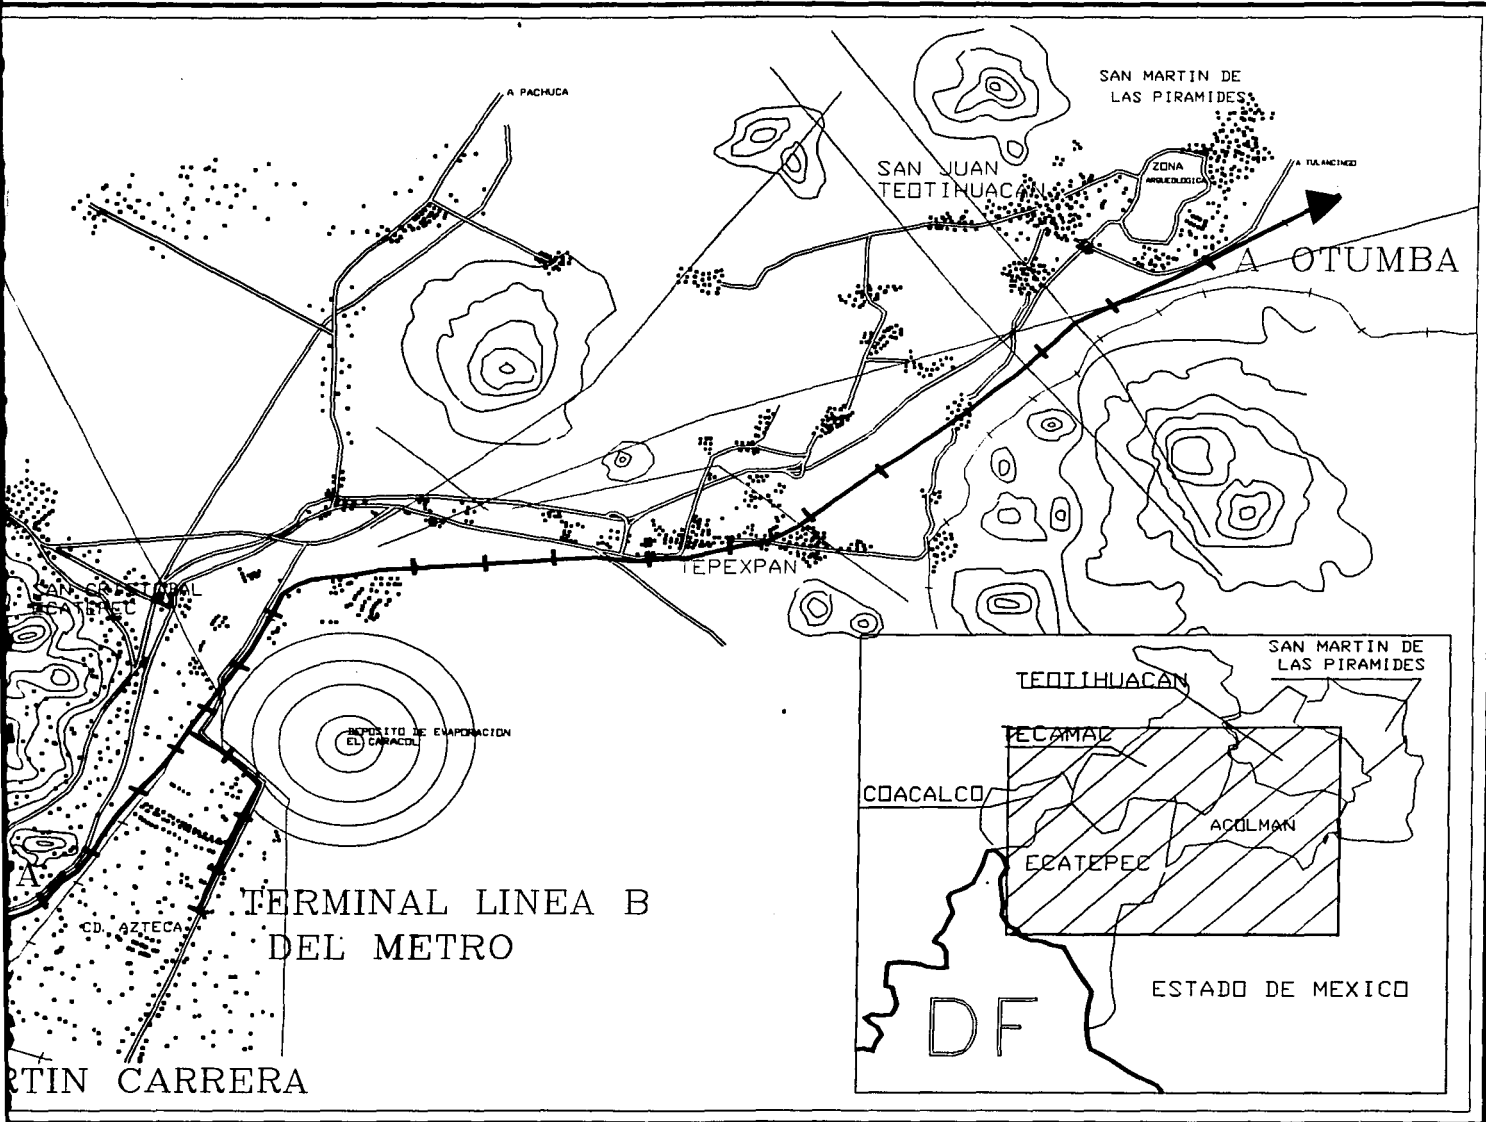 A PACHUCA
SAN MARTIN DE
LAS PIRAMIDES
SAN JUAN
TEOTIHUACAN
ZONA
ARQUEOLOGICA
A TULANCINGO
A OTUMBA
TEPEXPAN
SAN CRISTOBAL
ECATEPEC
DEPOSITO DE EVAPORACION
EL CARACOL
A
TERMINAL LINEA B
DEL METRO
CD. AZTECA
RTIN CARRERA
SAN MARTIN DE
LAS PIRAMIDES
TEOTIHUACAN
TECAMAC
COACALCO
ACOLMAN
ECATEPEC
ESTADO DE MEXICO
DF